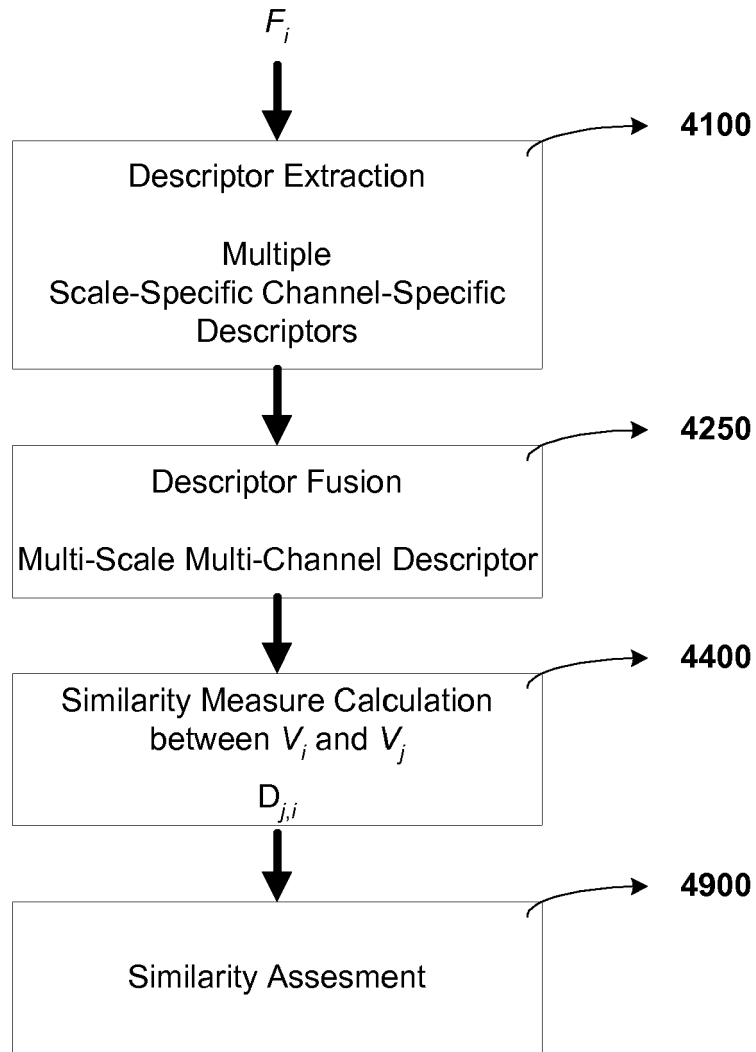 F_i
4100
Descriptor Extraction
Multiple
Scale-Specific Channel-Specific
Descriptors
4250
Descriptor Fusion
Multi-Scale Multi-Channel Descriptor
4400
Similarity Measure Calculation
between V_i and V_j
D_j,i
4900
Similarity Assesment